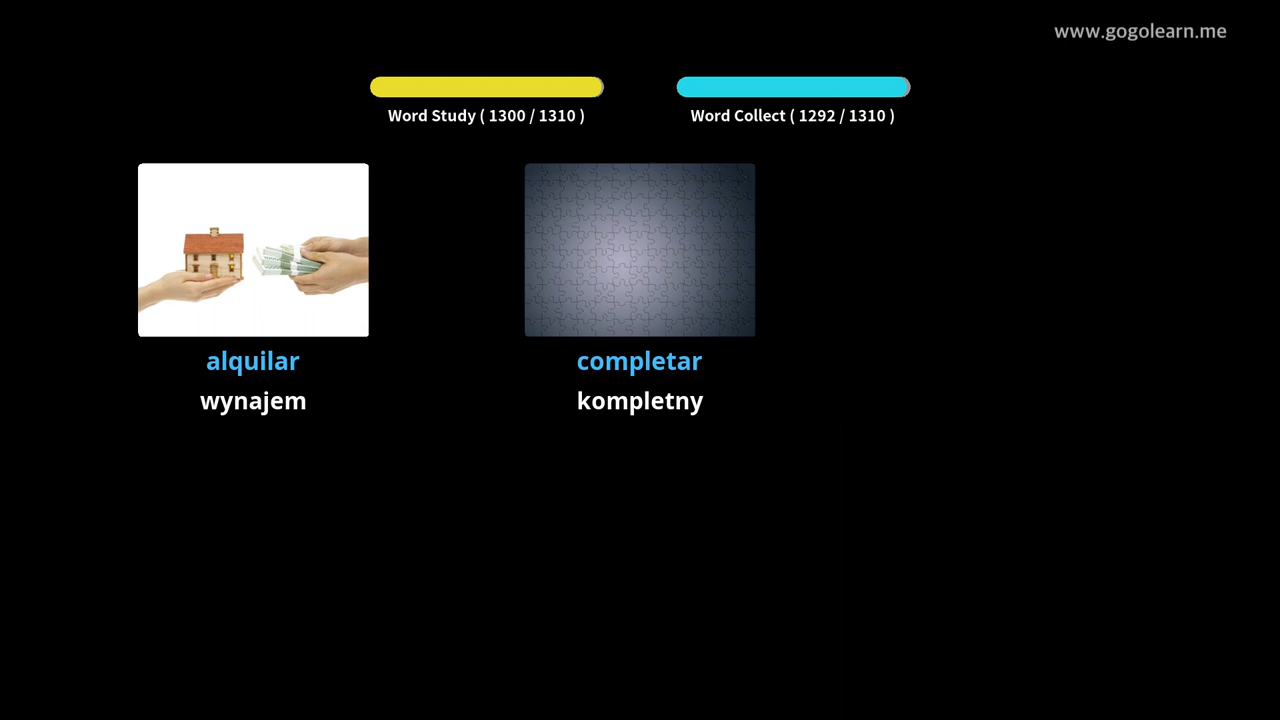 www.gogolearn.me
Word Study ( 1300 / 1310 )
Word Collect ( 1292 / 1310 )
alquilar
wynajem
completar
kompletny